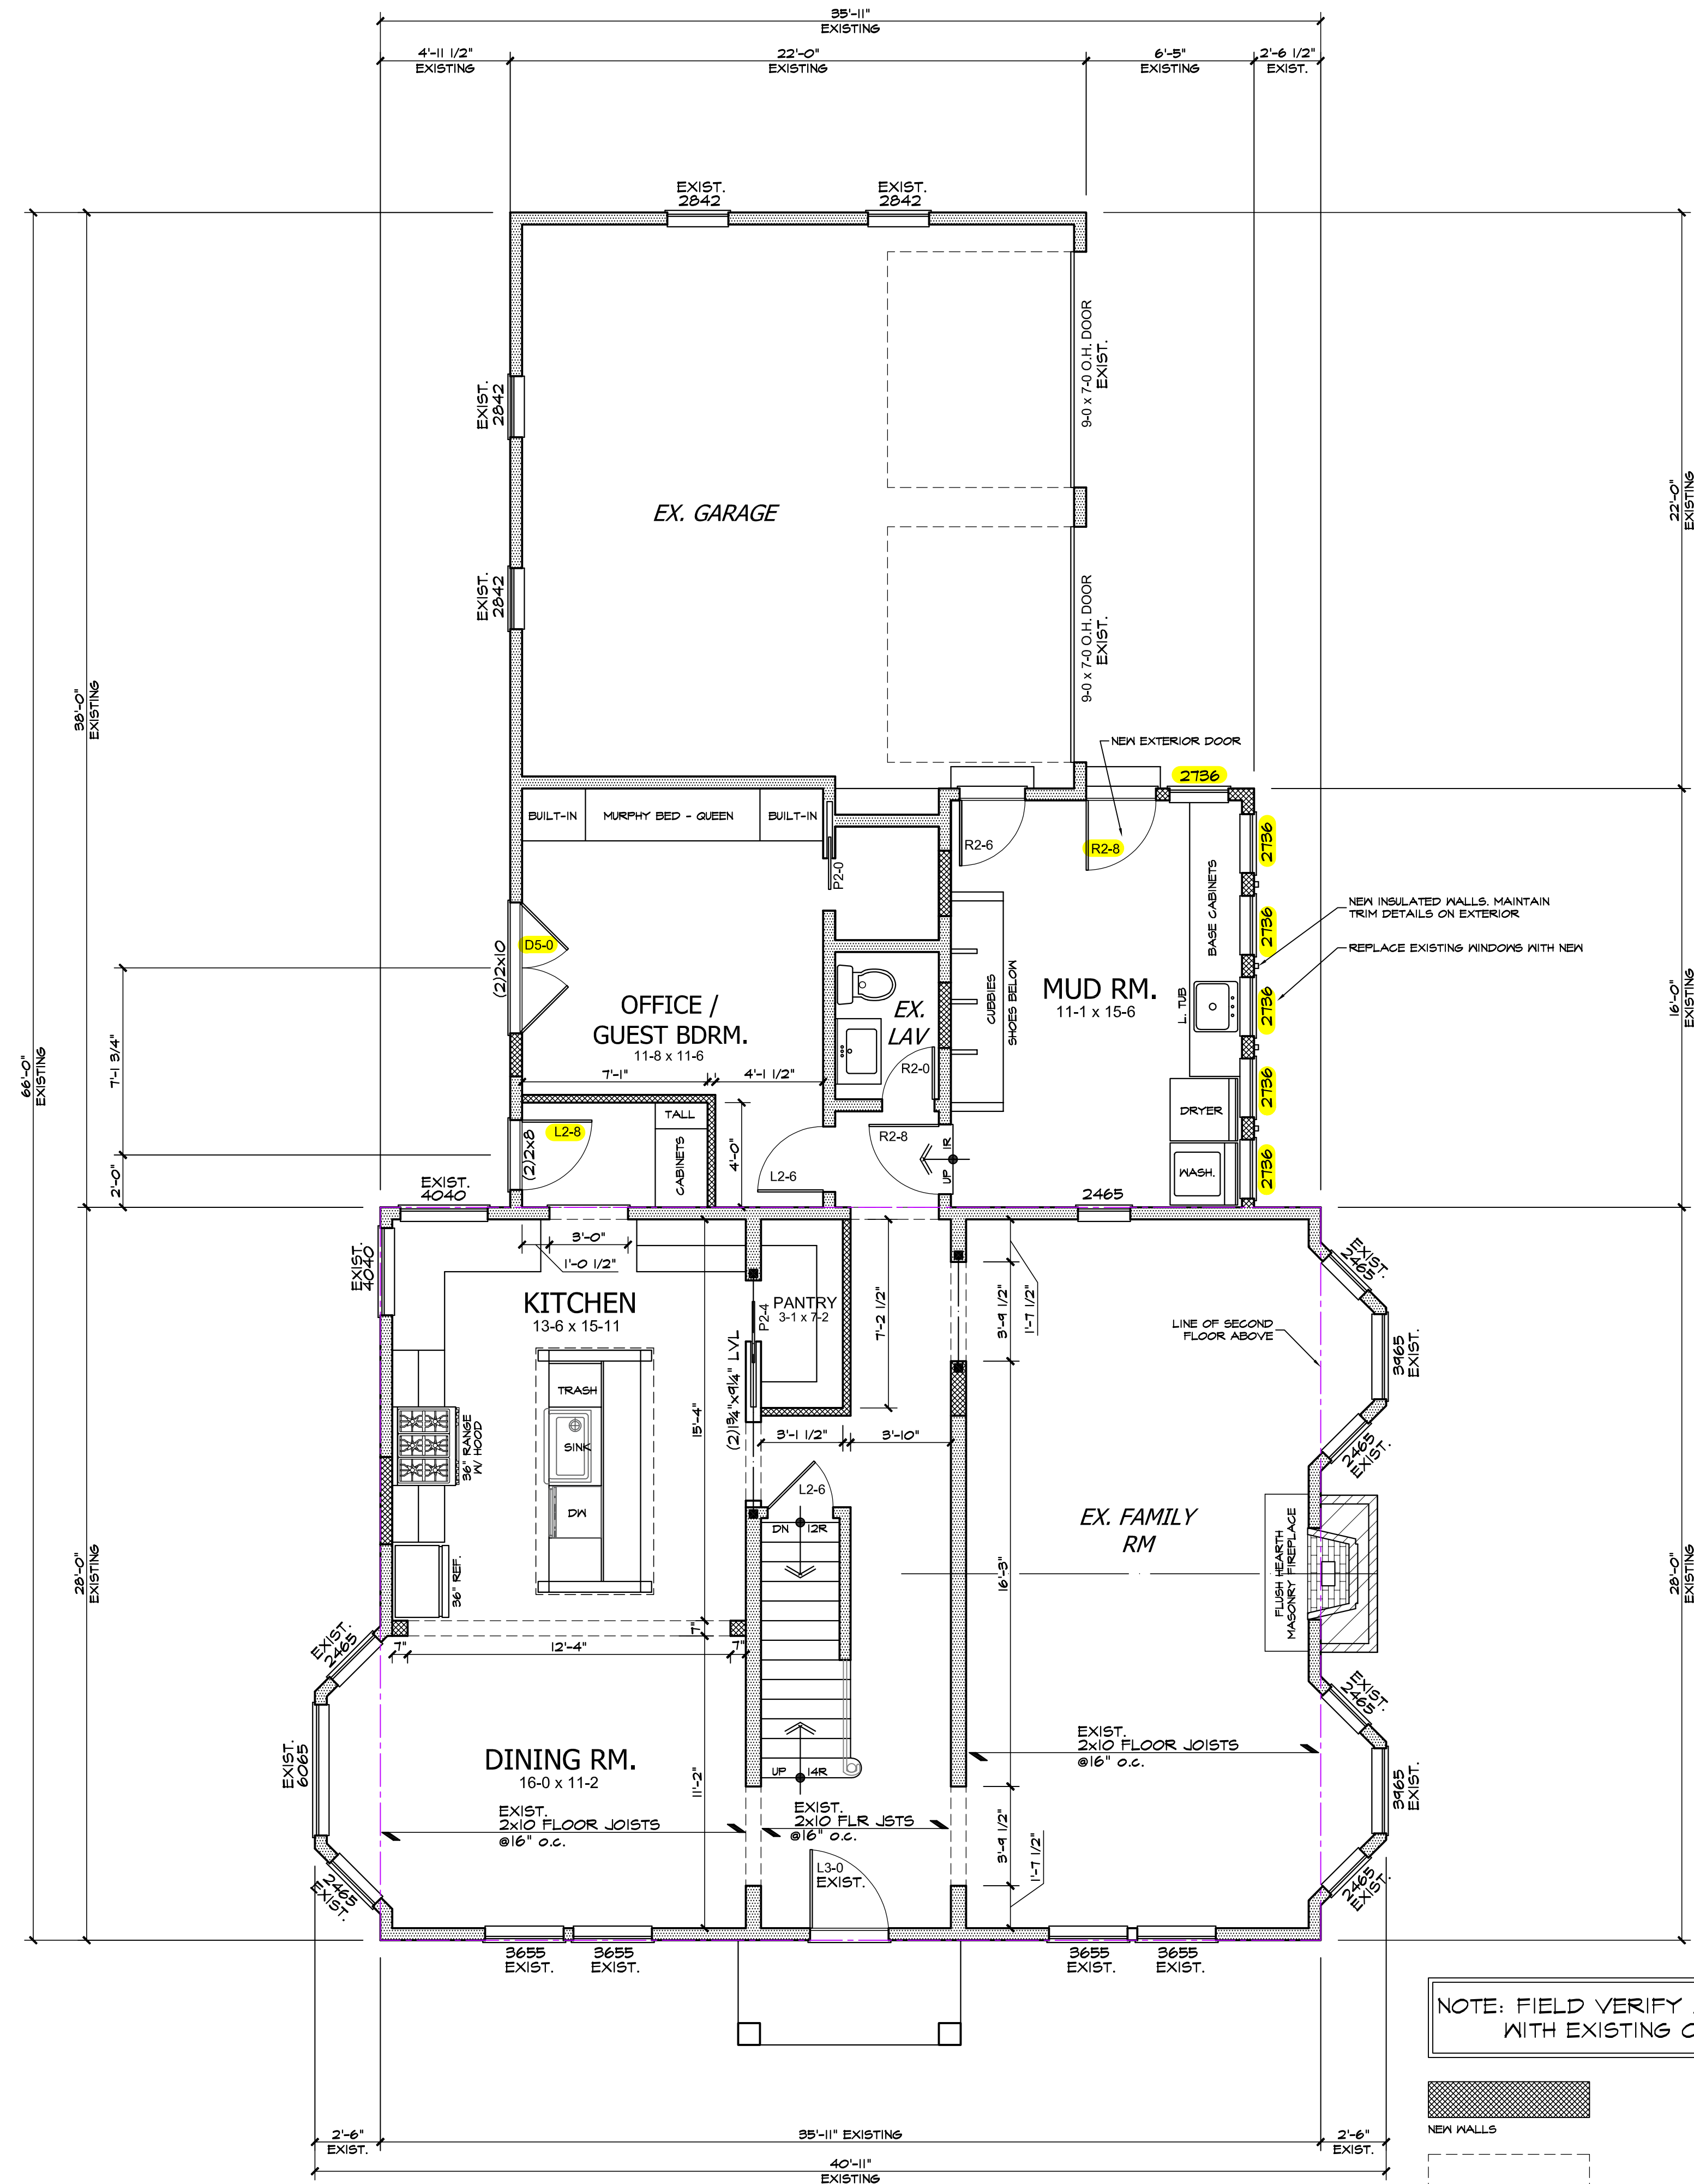 35'-11"
EXISTING
4'-11 1/2"
EXISTING
22'-0"
EXISTING
6'-5"
EXISTING
2'-6 1/2"
EXIST.
EXIST.
2842
EXIST.
2842
EXIST.
2842
EXIST.
2842
9-0 x 7-0 O.H. DOOR
EXIST.
9-0 x 7-0 O.H. DOOR
EXIST.
EX. GARAGE
22'-0"
EXISTING
38'-0"
EXISTING
66'-0"
EXISTING
NEW EXTERIOR DOOR
2736
BUILT-IN
MURPHY BED - QUEEN
BUILT-IN
P2-0
R2-6
R2-8
2736
2736
2736
2736
2736
BASE CABINETS
NEW INSULATED WALLS. MAINTAIN
TRIM DETAILS ON EXTERIOR
REPLACE EXISTING WINDOWS WITH NEW
D5-0
(2)2x10
OFFICE /
GUEST BDRM.
11-8 x 11-6
EX.
LAV
CUBBIES
SHOES BELOW
MUD RM.
11-1 x 15-6
L. TUB
16'-0"
EXISTING
7'-1 3/4"
2'-0"
7'-1"
4'-1 1/2"
R2-0
TALL
CABINETS
L2-8
(2)2x8
4'-0"
L2-6
R2-8
UP
1R
DRYER
WASH.
EXIST.
4040
EXIST.
4040
2465
3'-0"
1'-0 1/2"
KITCHEN
13-6 x 15-11
PANTRY
3-1 x 7-2
P2-4
7'-2 1/2"
3'-9 1/2"
1'-7 1/2"
LINE OF SECOND
FLOOR ABOVE
EXIST.
2465
3965
EXIST.
2465
EXIST.
(2)1¾"x9¼" LVL
TRASH
SINK
DW
36" RANGE
W/ HOOD
36" REF.
15'-4"
3'-1 1/2"
3'-10"
L2-6
DN
12R
EX. FAMILY
RM
16'-3"
FLUSH HEARTH
MASONRY FIREPLACE
28'-0"
EXISTING
28'-0"
EXISTING
7"
12'-4"
7"
7"
EXIST.
2465
EXIST.
6065
2465
EXIST.
DINING RM.
16-0 x 11-2
11'-2"
EXIST.
2x10 FLOOR JOISTS
@16" o.c.
UP
14R
EXIST.
2x10 FLR JSTS
@16" o.c.
EXIST.
2x10 FLOOR JOISTS
@16" o.c.
EXIST.
2465
3965
EXIST.
2465
EXIST.
3'-9 1/2"
1'-7 1/2"
L3-0
EXIST.
3655
EXIST.
3655
EXIST.
3655
EXIST.
3655
EXIST.
NOTE: FIELD VERIFY
WITH EXISTING
NEW WALLS
2'-6"
EXIST.
35'-11" EXISTING
2'-6"
EXIST.
40'-11"
EXISTING